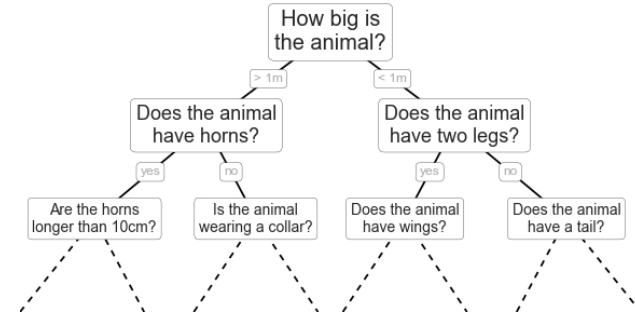 How big is
the animal?
> 1m
< 1m
Does the animal
have horns?
Does the animal
have two legs?
yes
no
yes
no
Are the horns
longer than 10cm?
Is the animal
wearing a collar?
Does the animal
have wings?
Does the animal
have a tail?